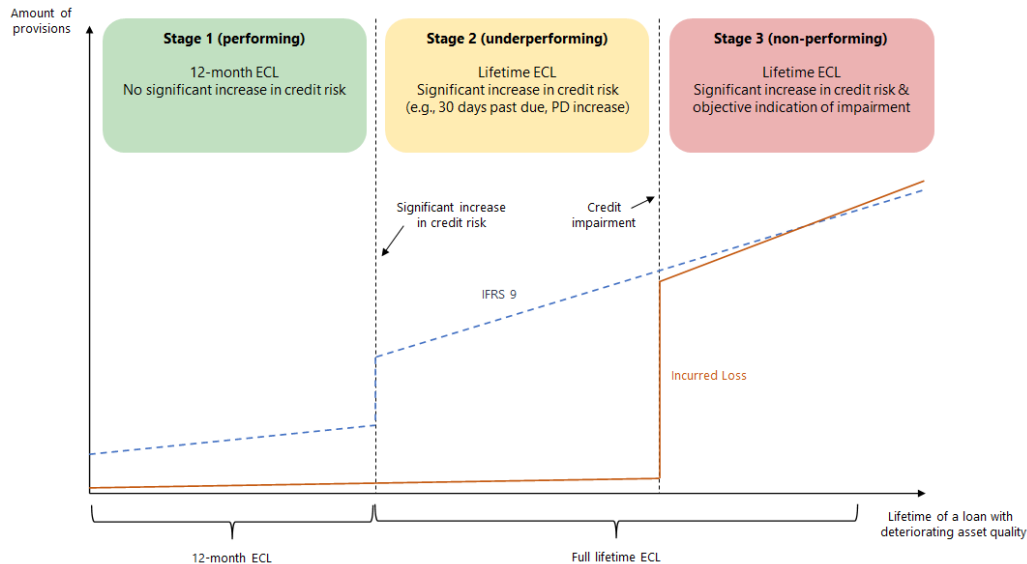 Amount of
provisions
Stage 1 (performing)
12-month ECL
No significant increase in credit risk
Stage 2 (underperforming)
Lifetime ECL
Significant increase in credit risk
(e.g., 30 days past due, PD increase)
Stage 3 (non-performing)
Lifetime ECL
Significant increase in credit risk &
objective indication of impairment
Significant increase
in credit risk
Credit
impairment
IFRS 9
Incurred Loss
Lifetime of a loan with
deteriorating asset quality
12-month ECL
Full lifetime ECL